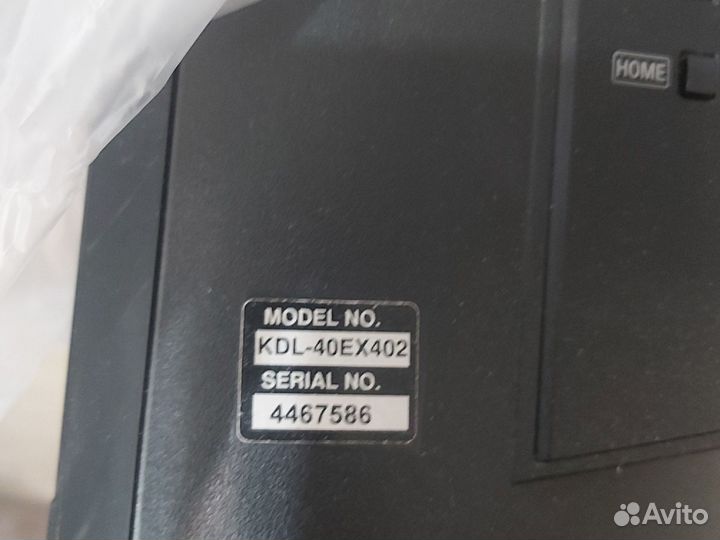 HOME
MODEL NO.
KDL-40EX402
SERIAL NO.
4467586
Avito